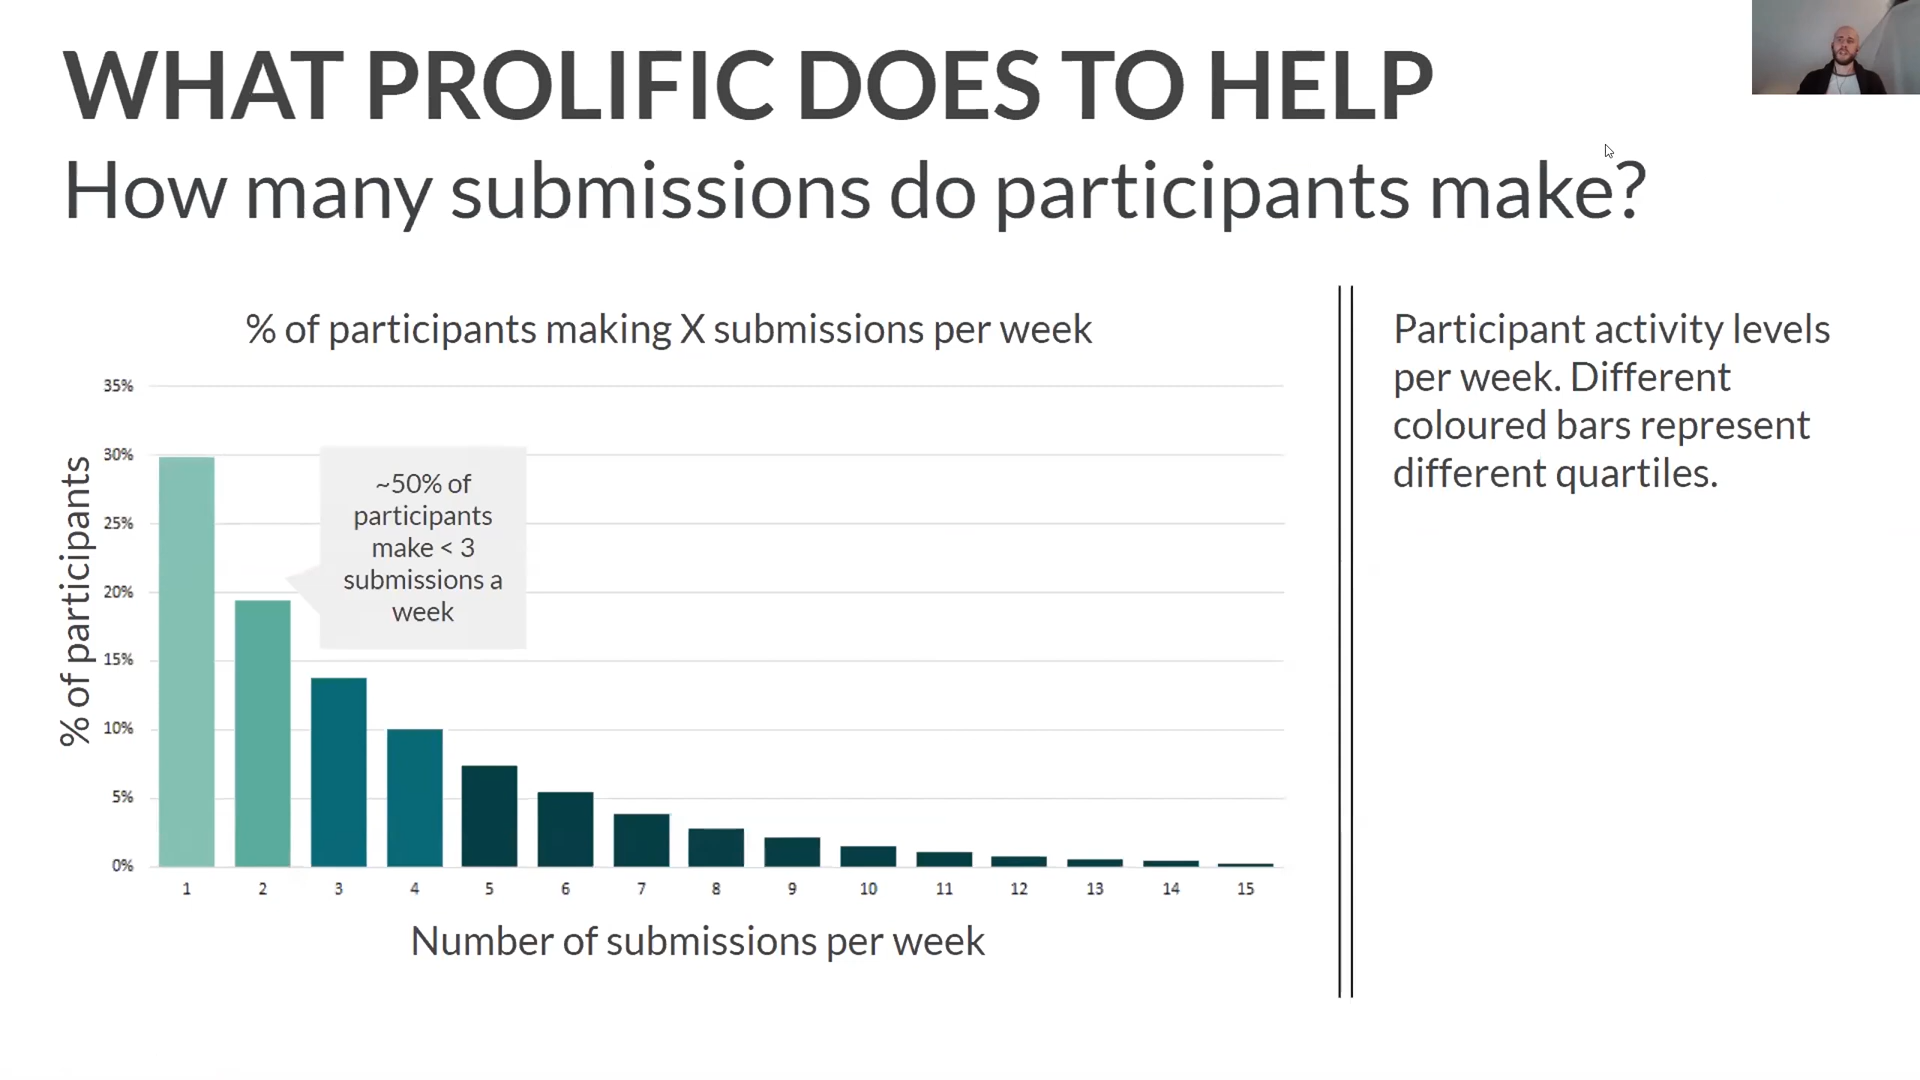 WHAT PROLIFIC DOES TO HELP
How many submissions do participants make?
% of participants making X submissions per week
35%
30%
25%
20%
15%
10%
5%
0%
% of participants
~50% of
participants
make < 3
submissions a
week
1 2 3 4 5 6 7 8 9 10 11 12 13 14 15
Number of submissions per week
Participant activity levels
per week. Different
coloured bars represent
different quartiles.